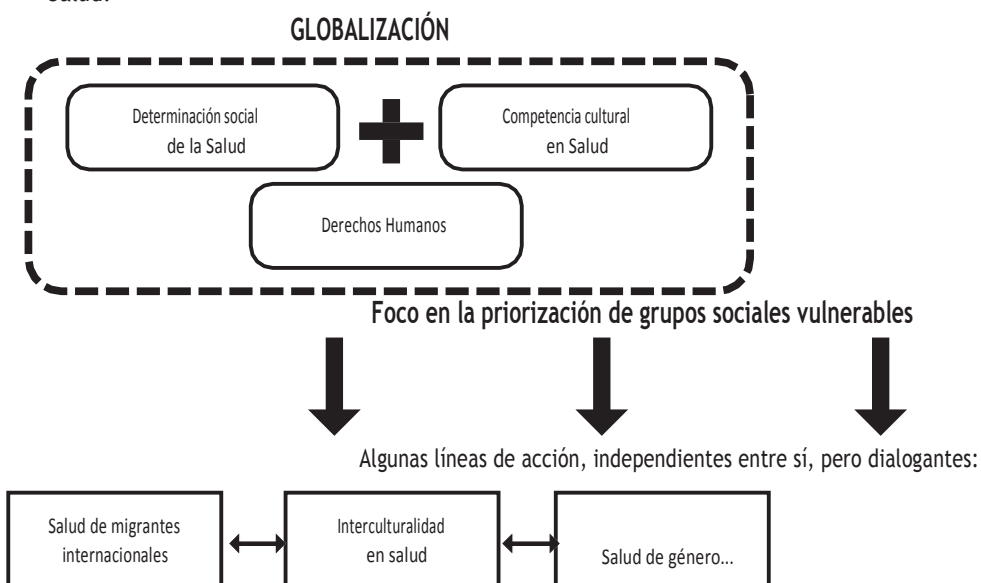 salud.
GLOBALIZACIÓN
Determinación social
de la Salud
Competencia cultural
en Salud
Derechos Humanos
Foco en la priorización de grupos sociales vulnerables
Algunas líneas de acción, independientes entre sí, pero dialogantes:
Salud de migrantes
internacionales
Interculturalidad
en salud
Salud de género...